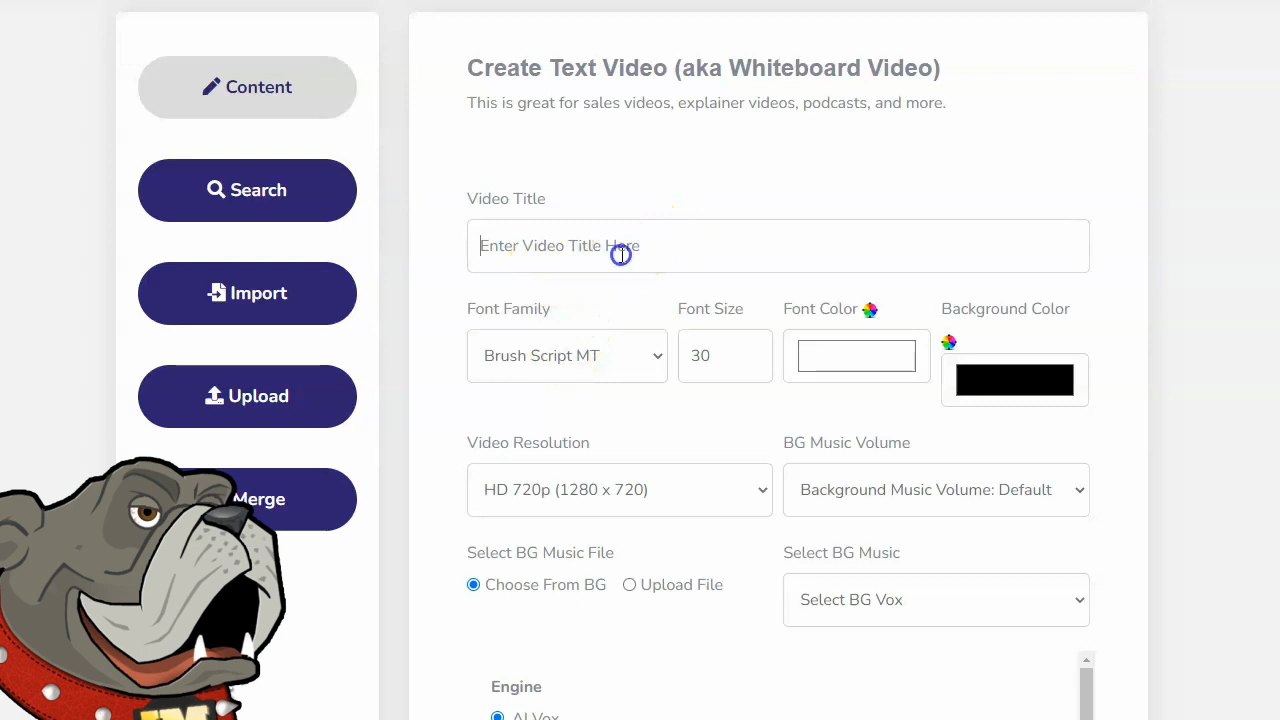 Content
Search
Import
Upload
Merge
Create Text Video (aka Whiteboard Video)
This is great for sales videos, explainer videos, podcasts, and more.
Video Title
Enter Video Title Here
Font Family
Font Size
Font Color
Background Color
Brush Script MT
30
Video Resolution
BG Music Volume
HD 720p (1280 x 720)
Background Music Volume: Default
Select BG Music File
Select BG Music
Choose From BG
Upload File
Select BG Vox
Engine
AI Vox